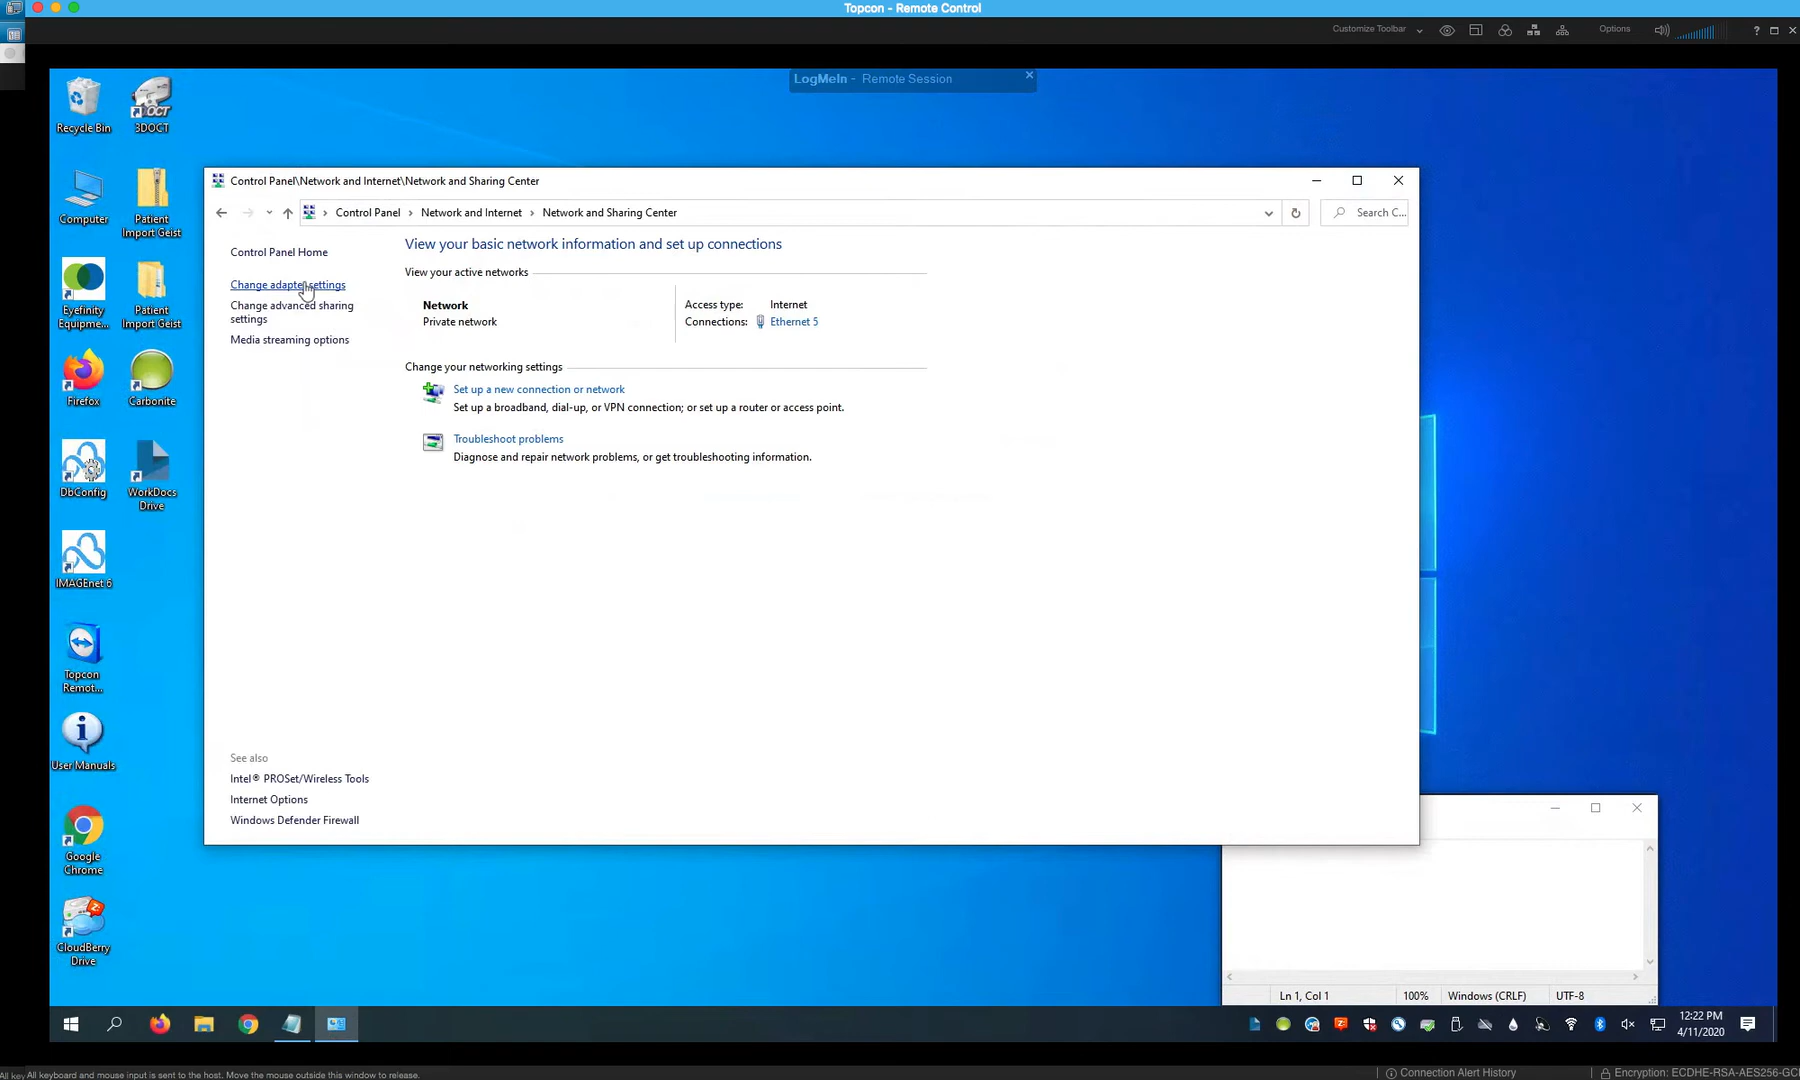 Topcon - Remote Control
Customize Toolbar
Options
LogMeIn - Remote Session
Recycle Bin
3DOCT
Computer
Patient
Import Geist
Eyefinity
Equipme...
Patient
Import Geist
Firefox
Carbonite
DbConfig
WorkDocs
Drive
IMAGEnet 6
Topcon
Remot...
User Manuals
Google
Chrome
CloudBerry
Drive
Control Panel\Network and Internet\Network and Sharing Center
Control Panel > Network and Internet > Network and Sharing Center
Search C...
Control Panel Home
Change adapter settings
Change advanced sharing
settings
Media streaming options
View your basic network information and set up connections
View your active networks
Network
Private network
Access type: Internet
Connections: Ethernet 5
Change your networking settings
Set up a new connection or network
Set up a broadband, dial-up, or VPN connection; or set up a router or access point.
Troubleshoot problems
Diagnose and repair network problems, or get troubleshooting information.
See also
Intel® PROSet/Wireless Tools
Internet Options
Windows Defender Firewall
Ln 1, Col 1
100%
Windows (CRLF)
UTF-8
12:22 PM
4/11/2020
All key
All keyboard and mouse input is sent to the host. Move the mouse outside this window to release.
Connection Alert History
Encryption: ECDHE-RSA-AES256-GC